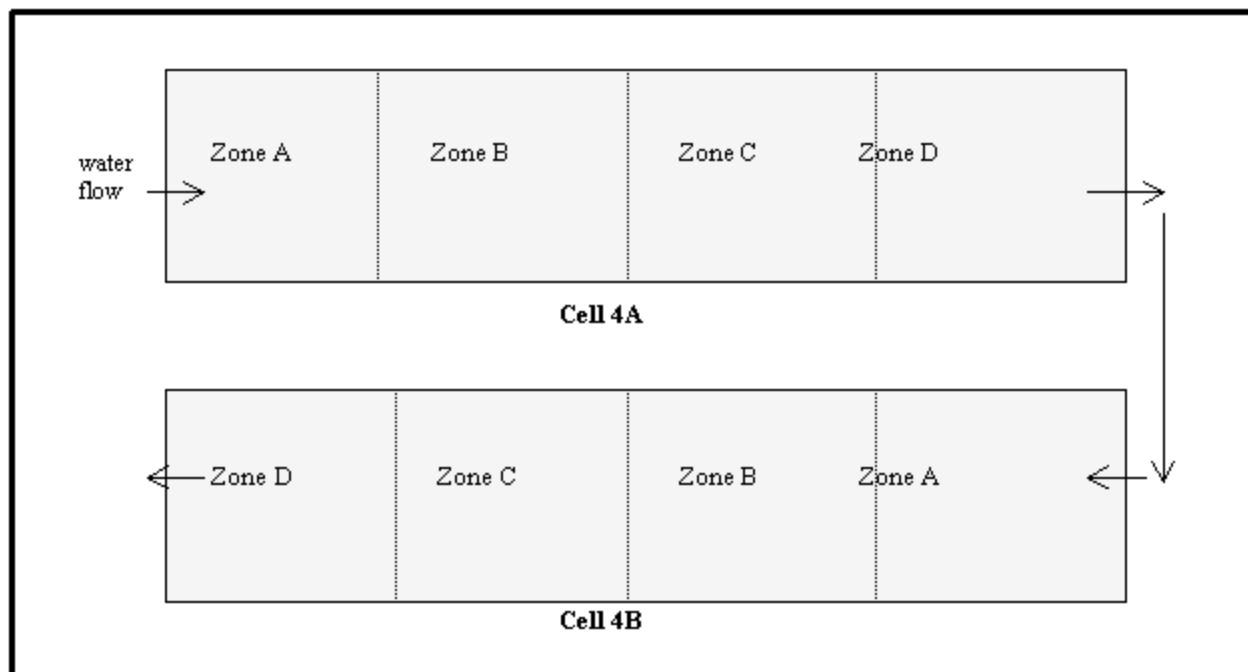 Zone A Zone B Zone C Zone D
water
flow
Cell 4A
Zone D Zone C Zone B Zone A
Cell 4B